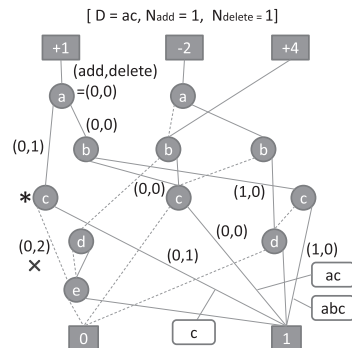 [ D = ac, Nadd = 1, Ndelete = 1]
+1 -2 +4
(add,delete)
a =(0,0) a
(0,0)
(0,1) b b b
* c (0,0) c (1,0) c
(0,2) d (0,1) (0,0) d (1,0)
×
e ac
abc
0 c 1